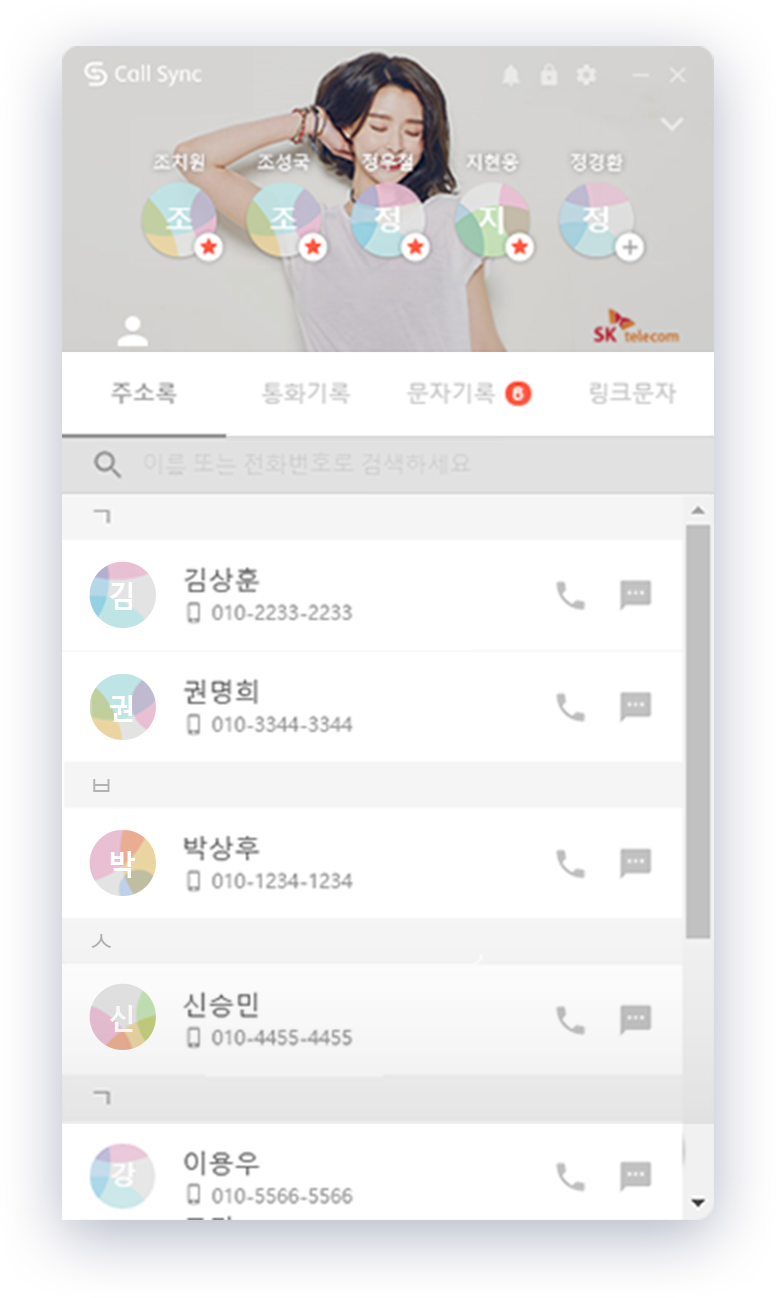 Call Sync
조치원 조성국 정우철 지현웅 정경환
조 조 정 지 정
SK telecom
주소록 통화기록 문자기록 6 링크문자
이름 또는 전화번호로 검색하세요
ㄱ
김 김상훈
010-2233-2233
권 권명희
010-3344-3344
ㅂ
박 박상후
010-1234-1234
ㅅ
신 신승민
010-4455-4455
ㄱ
강 이용우
010-5566-5566